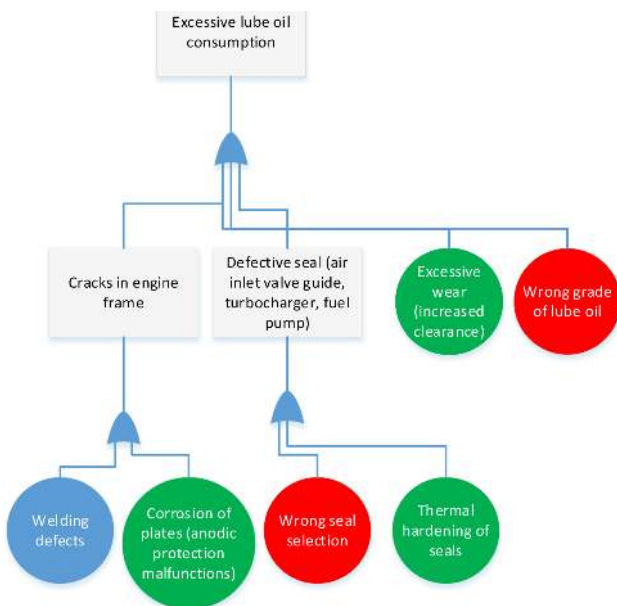 Excessive lube oil
consumption
Cracks in engine
frame
Defective seal (air
inlet valve guide,
turbocharger, fuel
pump)
Excessive
wear
(increased
clearance)
Wrong grade
of lube oil
Welding
defects
Corrosion of
plates (anodic
protection
malfunctions)
Wrong seal
selection
Thermal
hardening of
seals